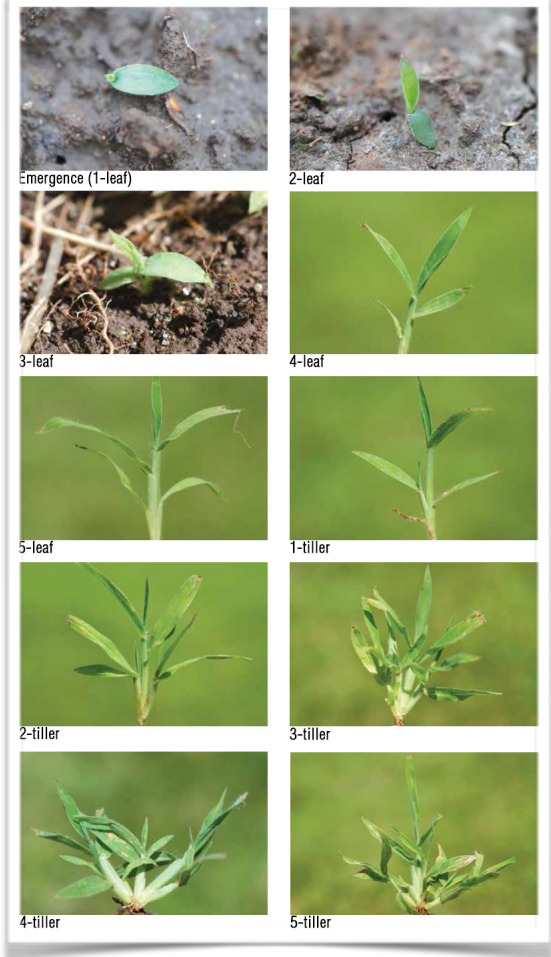 Emergence (1-leaf)
2-leaf
3-leaf
4-leaf
5-leaf
1-tiller
2-tiller
3-tiller
4-tiller
5-tiller